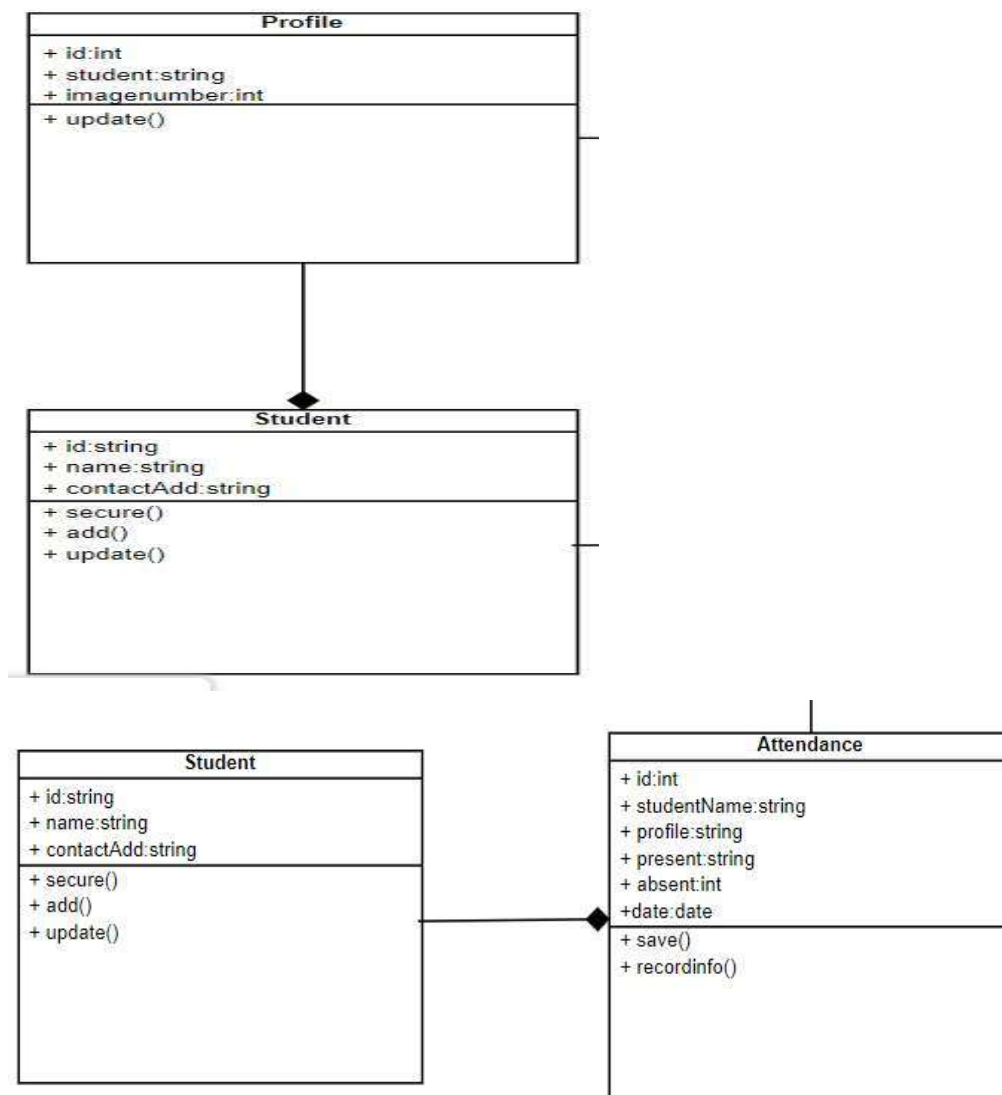 Profile
+ id:int
+ student:string
+ imagenumber:int
+ update()
Student
+ id:string
+ name:string
+ contactAdd:string
+ secure()
+ add()
+ update()
Student
+ id:string
+ name:string
+ contactAdd:string
+ secure()
+ add()
+ update()
Attendance
+ id:int
+ studentName:string
+ profile:string
+ present:string
+ absent:int
+date:date
+ save()
+ recordinfo()